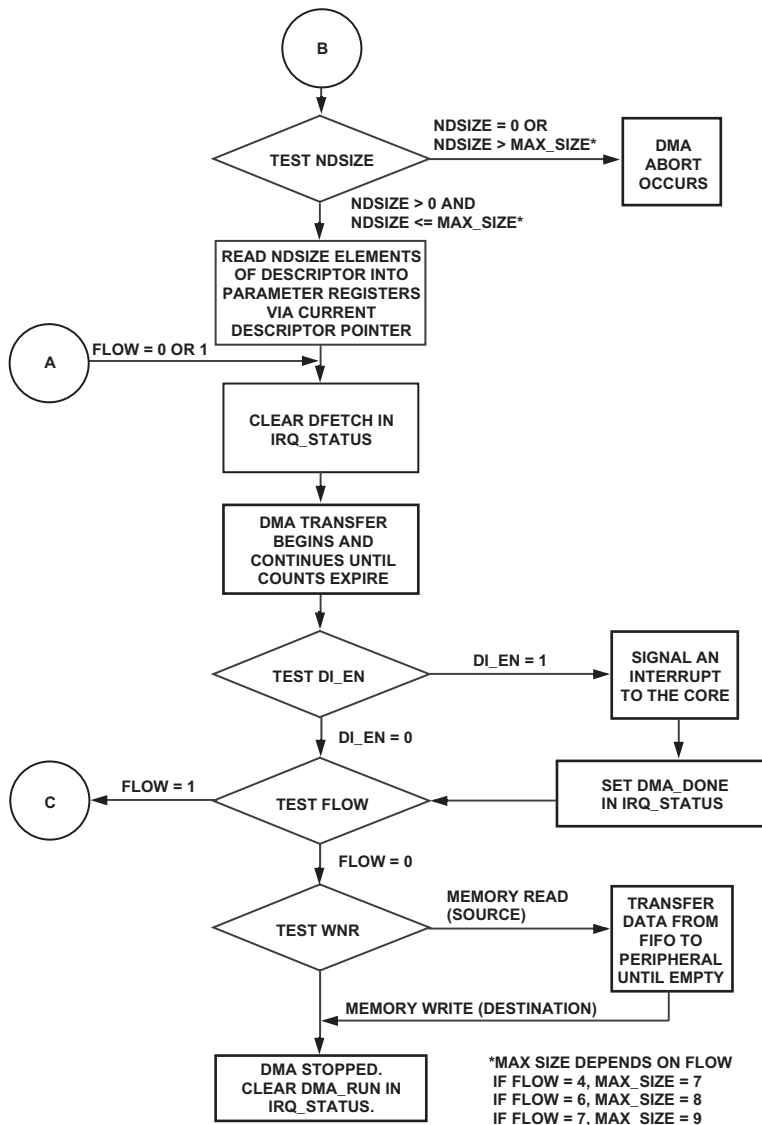 B
TEST NDSIZE
NDSIZE = 0 OR
NDSIZE > MAX_SIZE*
DMA
ABORT
OCCURS
NDSIZE > 0 AND
NDSIZE <= MAX_SIZE*
READ NDSIZE ELEMENTS
OF DESCRIPTOR INTO
PARAMETER REGISTERS
VIA CURRENT
DESCRIPTOR POINTER
A
FLOW = 0 OR 1
CLEAR DFETCH IN
IRQ_STATUS
DMA TRANSFER
BEGINS AND
CONTINUES UNTIL
COUNTS EXPIRE
TEST DI_EN
DI_EN = 1
SIGNAL AN
INTERRUPT
TO THE CORE
DI_EN = 0
C
FLOW = 1
TEST FLOW
SET DMA_DONE
IN IRQ_STATUS
FLOW = 0
TEST WNR
MEMORY READ
(SOURCE)
TRANSFER
DATA FROM
FIFO TO
PERIPHERAL
UNTIL EMPTY
MEMORY WRITE (DESTINATION)
DMA STOPPED.
CLEAR DMA_RUN IN
IRQ_STATUS.
*MAX SIZE DEPENDS ON FLOW
IF FLOW = 4, MAX_SIZE = 7
IF FLOW = 6, MAX_SIZE = 8
IF FLOW = 7, MAX_SIZE = 9